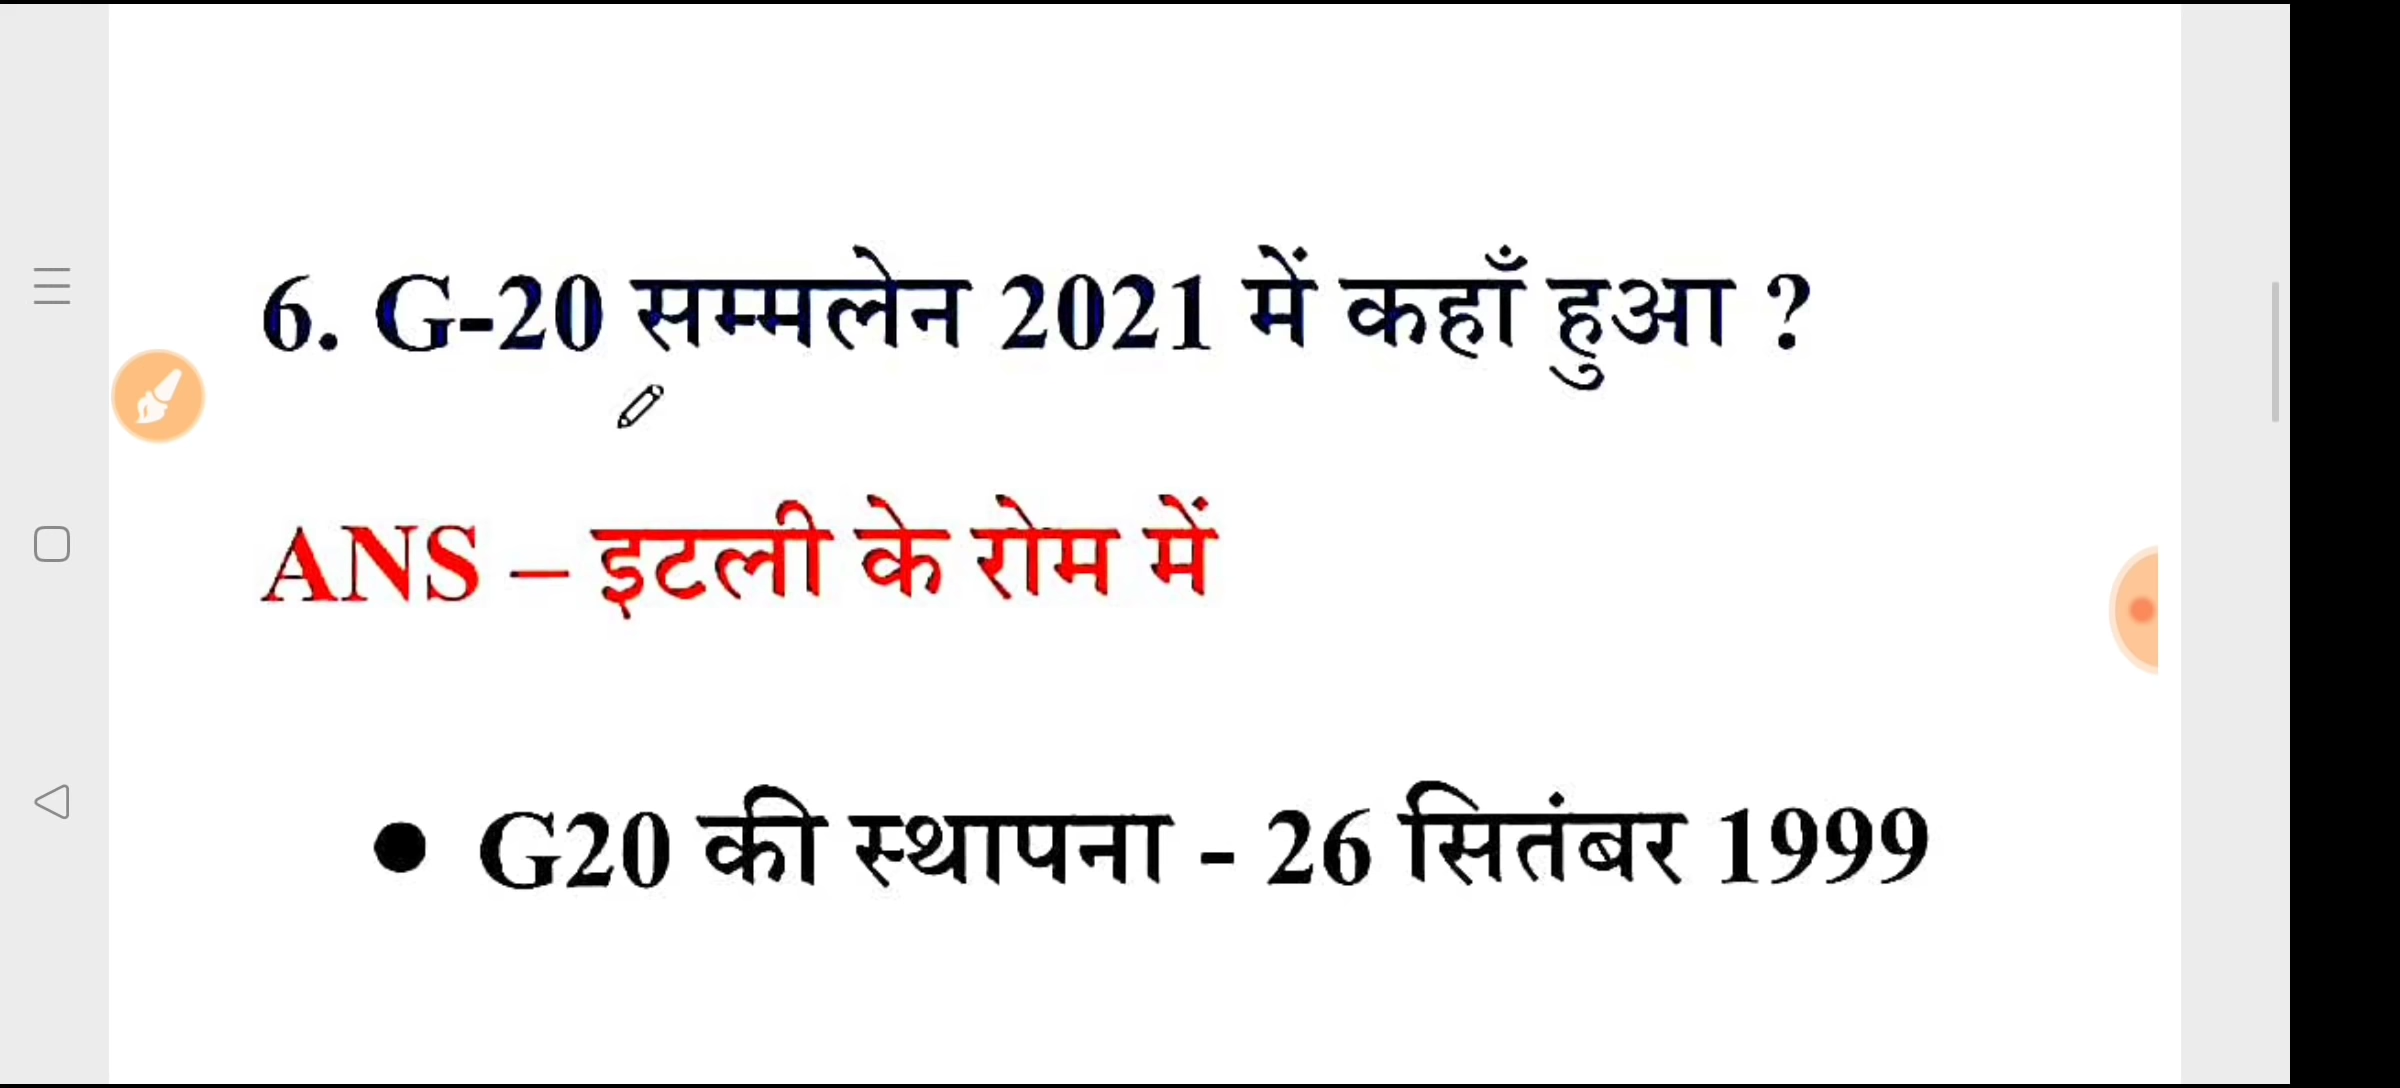 6. G-20 सम्मलेन 2021 में कहाँ हुआ ?
ANS – इटली के रोम में
● G20 की स्थापना - 26 सितंबर 1999